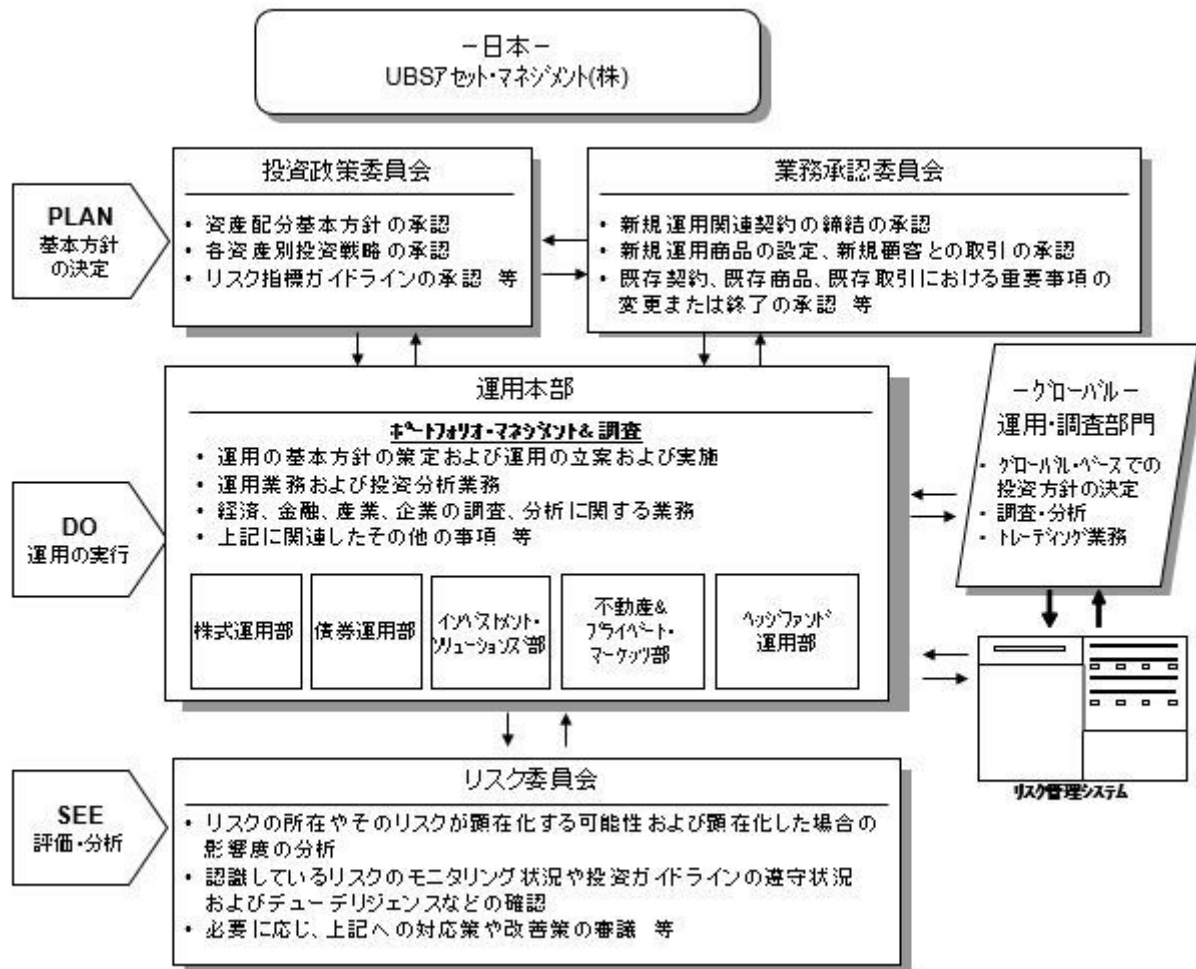 －日本－
UBSｱｾｯﾄ･ﾏﾈｼﾞﾒﾝﾄ(株)
投資政策委員会
・ 資産配分基本方針の承認
・ 各資産別投資戦略の承認
・ リスク指標ガイドラインの承認 等
業務承認委員会
・ 新規運用関連契約の締結の承認
・ 新規運用商品の設定、新規顧客との取引の承認
・ 既存契約、既存商品、既存取引における重要事項の
変更または終了の承認 等
PLAN
基本方針
の決定
運用本部
ﾎﾟｰﾄﾌｫﾘｵ･ﾏﾈｼﾞﾒﾝﾄ&調査
・ 運用の基本方針の策定および運用の立案および実施
・ 運用業務および投資分析業務
・ 経済、金融、産業、企業の調査、分析に関する業務
・ 上記に関連したその他の事項 等
DO
運用の実行
株式運用部
債券運用部
ｲﾝﾍﾞｽﾄﾒﾝﾄ･
ｿﾘｭｰｼｮﾝｽﾞ部
不動産&
ﾌﾟﾗｲﾍﾞｰﾄ･
ﾏｰｹｯﾂ部
ﾍｯｼﾞﾌｧﾝﾄﾞ
運用部
－ｸﾞﾛｰﾊﾞﾙ－
運用･調査部門
・ ｸﾞﾛｰﾊﾞﾙ･ﾍﾞｰｽでの
投資方針の決定
・ 調査･分析
・ ﾄﾚｰﾃﾞｨﾝｸﾞ業務
ﾘｽｸ管理ｼｽﾃﾑ
SEE
評価･分析
リスク委員会
・ リスクの所在やそのリスクが顕在化する可能性および顕在化した場合の
影響度の分析
・ 認識しているリスクのモニタリング状況や投資ガイドラインの遵守状況
およびデューデリジェンスなどの確認
・ 必要に応じ、上記への対応策や改善策の審議 等